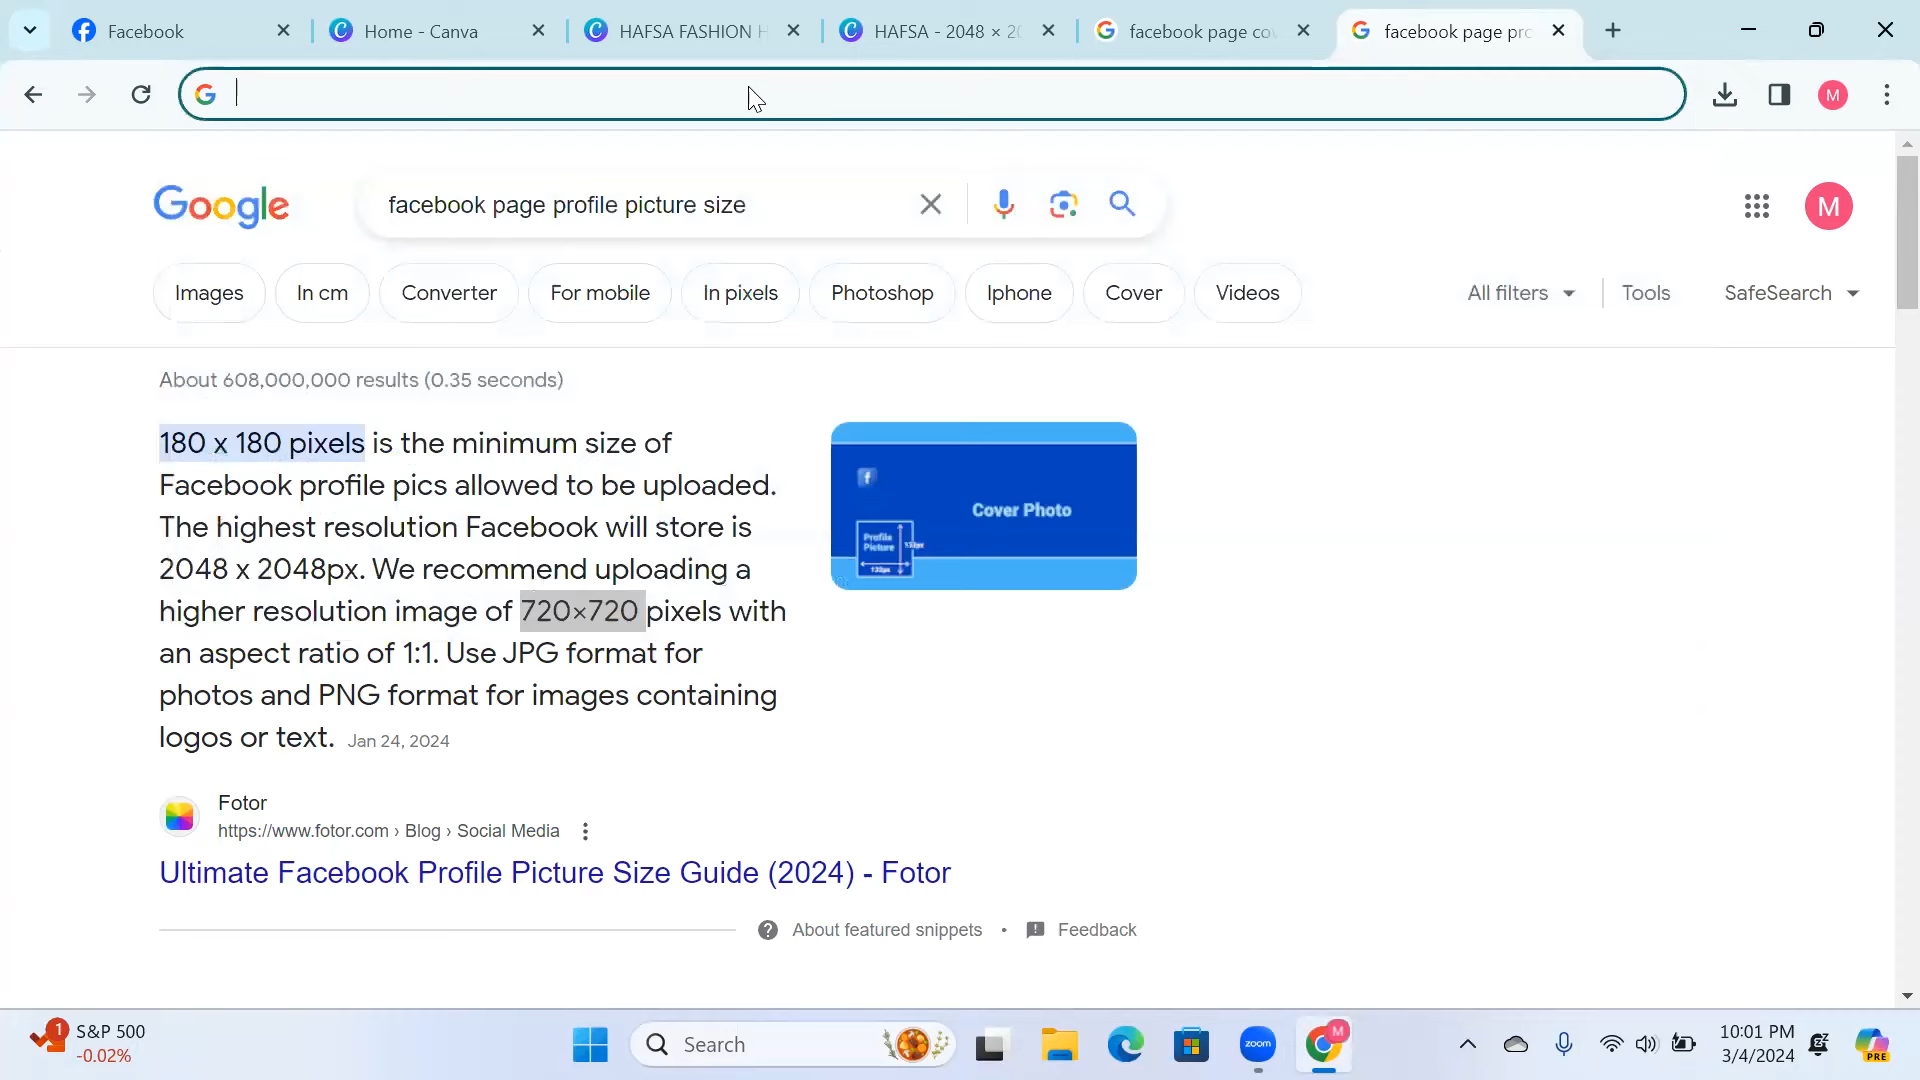 Facebook
Home - Canva
HAFSA FASHION H
HAFSA - 2048 × 20
facebook page co
facebook page pro
M
Google
facebook page profile picture size
M
Images
In cm
Converter
For mobile
In pixels
Photoshop
Iphone
Cover
Videos
All filters
Tools
SafeSearch
About 608,000,000 results (0.35 seconds)
180 x 180 pixels is the minimum size of
Facebook profile pics allowed to be uploaded.
The highest resolution Facebook will store is
2048 x 2048px. We recommend uploading a
higher resolution image of 720×720 pixels with
an aspect ratio of 1:1. Use JPG format for
photos and PNG format for images containing
logos or text. Jan 24, 2024
Cover Photo
Profile
Picture
132px
Fotor
https://www.fotor.com › Blog › Social Media
Ultimate Facebook Profile Picture Size Guide (2024) - Fotor
About featured snippets • Feedback
1
S&P 500
-0.02%
Search
zoom
M
10:01 PM
3/4/2024
PRE